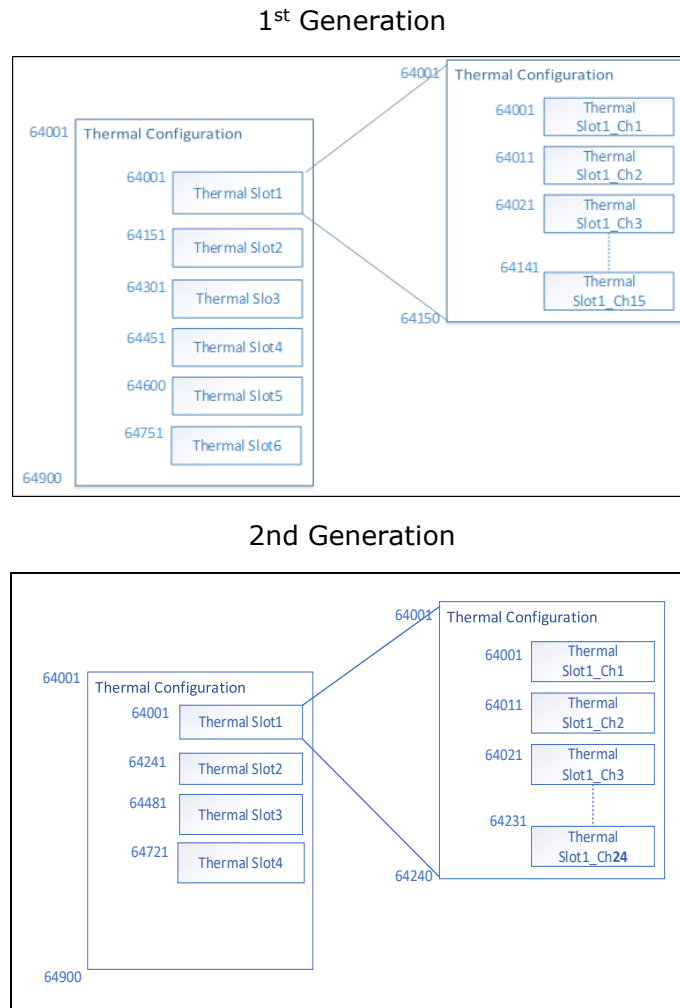 1st Generation
64001
Thermal Configuration
64001
Thermal Slot1
64151
Thermal Slot2
64301
Thermal Slo3
64451
Thermal Slot4
64600
Thermal Slot5
64751
Thermal Slot6
64900
64001
Thermal Configuration
64001
Thermal
Slot1_Ch1
64011
Thermal
Slot1_Ch2
64021
Thermal
Slot1_Ch3
64141
Thermal
Slot1_Ch15
64150
2nd Generation
64001
Thermal Configuration
64001
Thermal Slot1
64241
Thermal Slot2
64481
Thermal Slot3
64721
Thermal Slot4
64900
64001
Thermal Configuration
64001
Thermal
Slot1_Ch1
64011
Thermal
Slot1_Ch2
64021
Thermal
Slot1_Ch3
64231
Thermal
Slot1_Ch24
64240